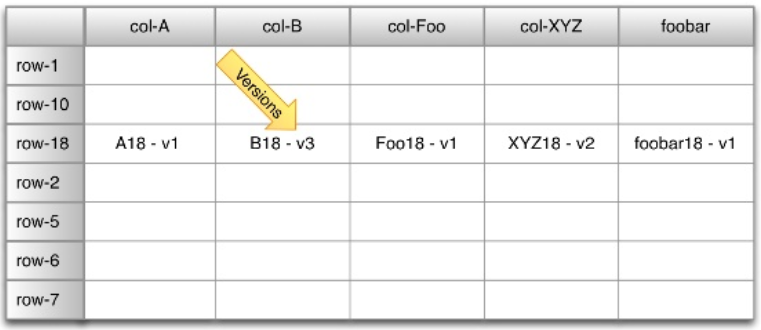 col-A col-B col-Foo col-XYZ foobar
row-1
Versions
row-10
row-18 A18 - v1 B18 - v3 Foo18 - v1 XYZ18 - v2 foobar18 - v1
row-2
row-5
row-6
row-7